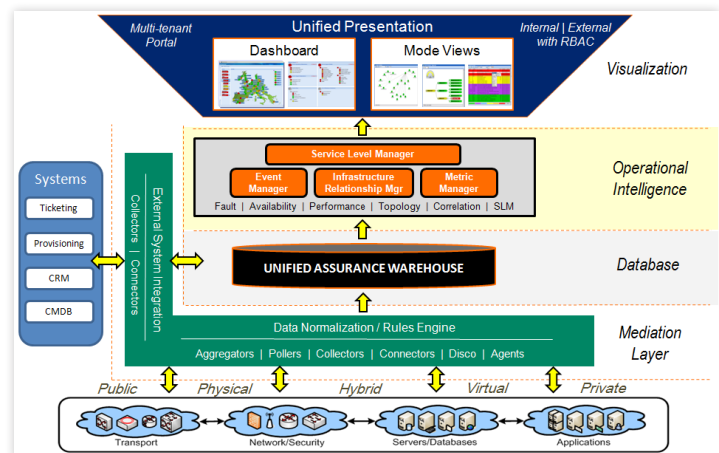 Multi-tenant
Portal
Unified Presentation
Internal | External
with RBAC
Dashboard
Mode Views
Visualization
Service Level Manager
Event
Manager
Infrastructure
Relationship Mgr
Metric
Manager
Fault | Availability | Performance | Topology | Correlation | SLM
Operational
Intelligence
Systems
Ticketing
Provisioning
CRM
CMDB
External System Integration
Collectors | Connectors
UNIFIED ASSURANCE WAREHOUSE
Database
Data Normalization / Rules Engine
Aggregators | Pollers | Collectors | Connectors | Disco | Agents
Mediation
Layer
Public Physical Hybrid Virtual Private
Transport
Network/Security
Servers/Databases
Applications